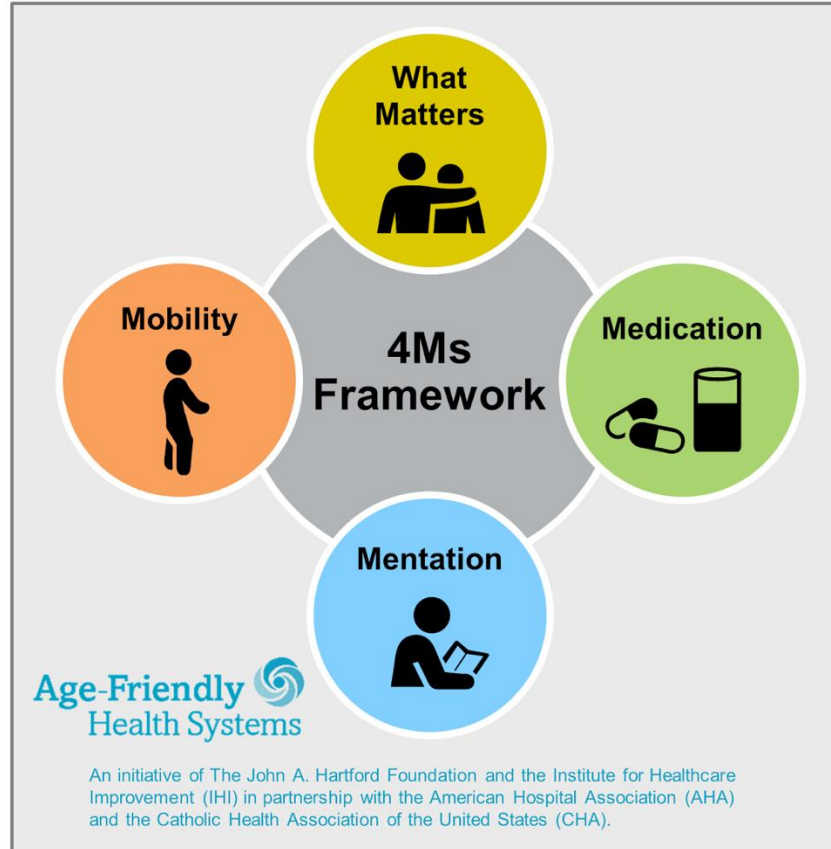 What
Matters
Mobility
4Ms
Framework
Medication
Mentation
Age-Friendly
Health Systems
An initiative of The John A. Hartford Foundation and the Institute for Healthcare
Improvement (IHI) in partnership with the American Hospital Association (AHA)
and the Catholic Health Association of the United States (CHA).